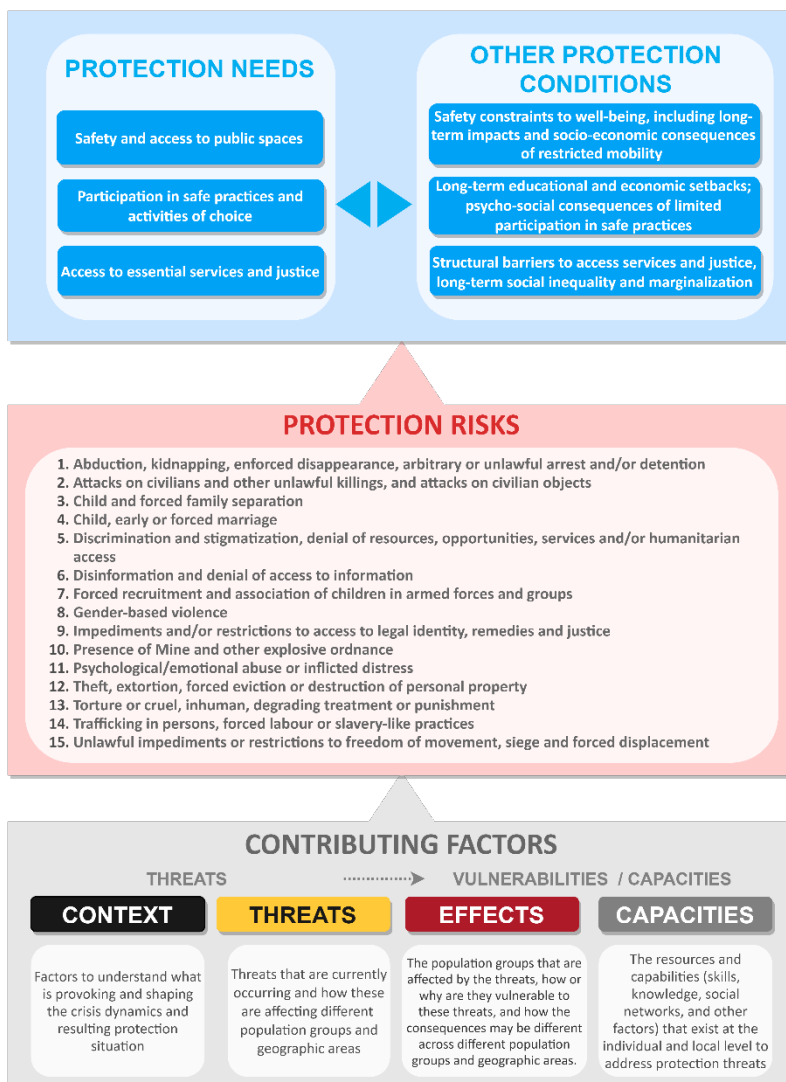 PROTECTION NEEDS
Safety and access to public spaces
Participation in safe practices and
activities of choice
Access to essential services and justice
OTHER PROTECTION
CONDITIONS
Safety constraints to well-being, including long-
term impacts and socio-economic consequences
of restricted mobility
Long-term educational and economic setbacks;
psycho-social consequences of limited
participation in safe practices
Structural barriers to access services and justice,
long-term social inequality and marginalization
PROTECTION RISKS
1. Abduction, kidnapping, enforced disappearance, arbitrary or unlawful arrest and/or detention
2. Attacks on civilians and other unlawful killings, and attacks on civilian objects
3. Child and forced family separation
4. Child, early or forced marriage
5. Discrimination and stigmatization, denial of resources, opportunities, services and/or humanitarian
access
6. Disinformation and denial of access to information
7. Forced recruitment and association of children in armed forces and groups
8. Gender-based violence
9. Impediments and/or restrictions to access to legal identity, remedies and justice
10. Presence of Mine and other explosive ordnance
11. Psychological/emotional abuse or inflicted distress
12. Theft, extortion, forced eviction or destruction of personal property
13. Torture or cruel, inhuman, degrading treatment or punishment
14. Trafficking in persons, forced labour or slavery-like practices
15. Unlawful impediments or restrictions to freedom of movement, siege and forced displacement
CONTRIBUTING FACTORS
THREATS
VULNERABILITIES / CAPACITIES
CONTEXT
Factors to understand what
is provoking and shaping
the crisis dynamics and
resulting protection
situation
THREATS
Threats that are currently
occurring and how these
are affecting different
population groups and
geographic areas
EFFECTS
The population groups that are
affected by the threats, how or
why are they vulnerable to
these threats, and how the
consequences may be different
across different population
groups and geographic areas.
CAPACITIES
The resources and
capabilities (skills,
knowledge, social
networks, and other
factors) that exist at the
individual and local level to
address protection threats